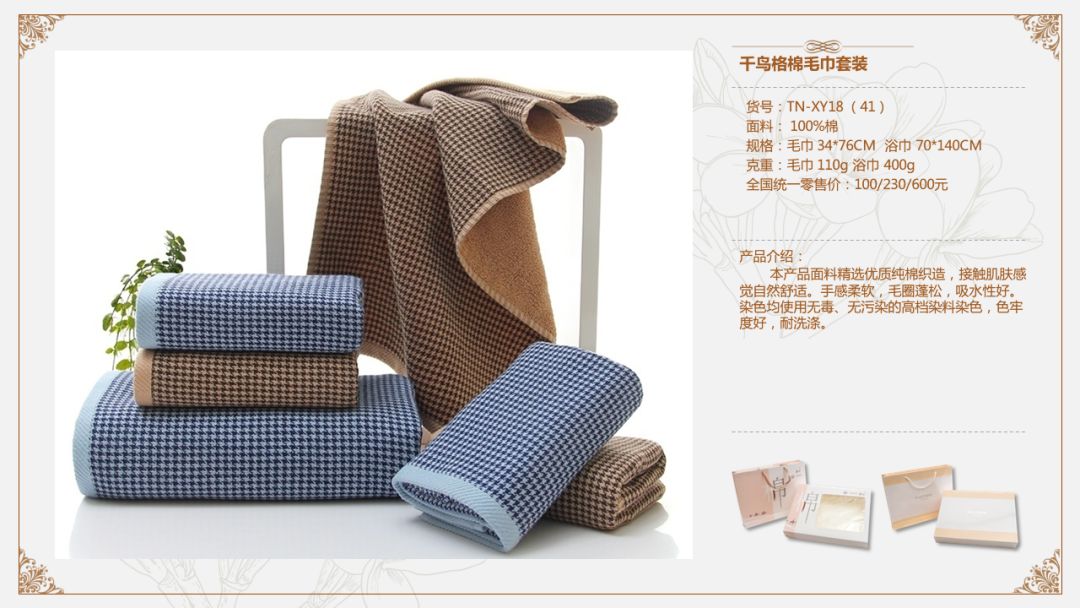 千鸟格棉毛巾套装
货号：TN-XY18（41）
面料： 100%棉
规格：毛巾 34*76CM  浴巾 70*140CM
克重：毛巾 110g 浴巾 400g
全国统一零售价：100/230/600元
产品介绍：
本产品面料精选优质纯棉织造，接触肌肤感
觉自然舒适。手感柔软，毛圈蓬松，吸水性好。
染色均使用无毒、无污染的高档染料染色，色牢
度好，耐洗涤。
帛